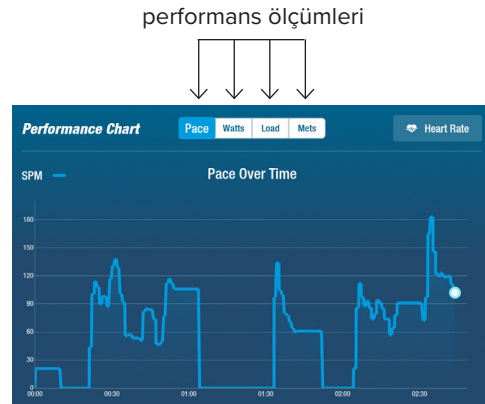 performans ölçümleri
Performance Chart Pace Watts Load Mets Heart Rate
SPM Pace Over Time
180
150
120
90
60
30
0
00:00 00:30 01:00 01:30 02:00 02:30